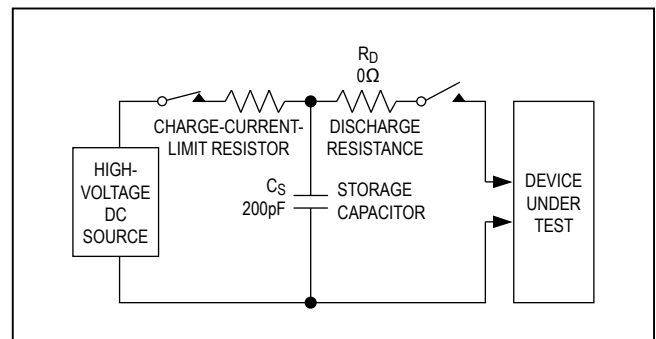 R_D
0Ω
CHARGE-CURRENT-
LIMIT RESISTOR
DISCHARGE
RESISTANCE
HIGH-
VOLTAGE
DC
SOURCE
C_S
200pF
STORAGE
CAPACITOR
DEVICE
UNDER
TEST